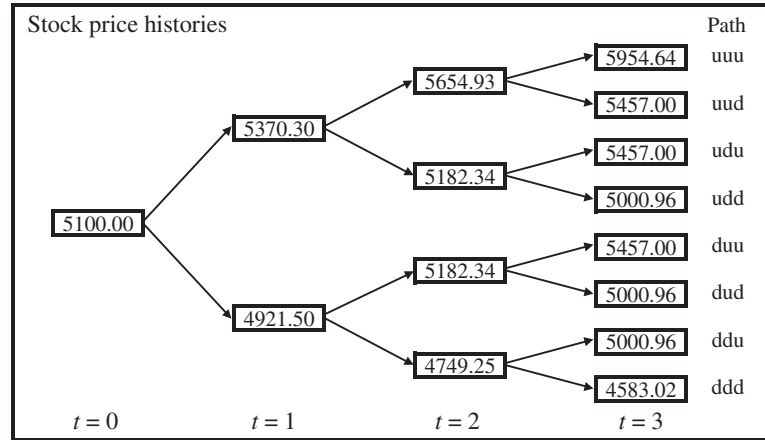 Stock price histories
Path
5954.64 uuu
5654.93
5457.00 uud
5370.30
5457.00 udu
5182.34
5000.96 udd
5100.00
5457.00 duu
5182.34
5000.96 dud
4921.50
5000.96 ddu
4749.25
4583.02 ddd
t = 0 t = 1 t = 2 t = 3